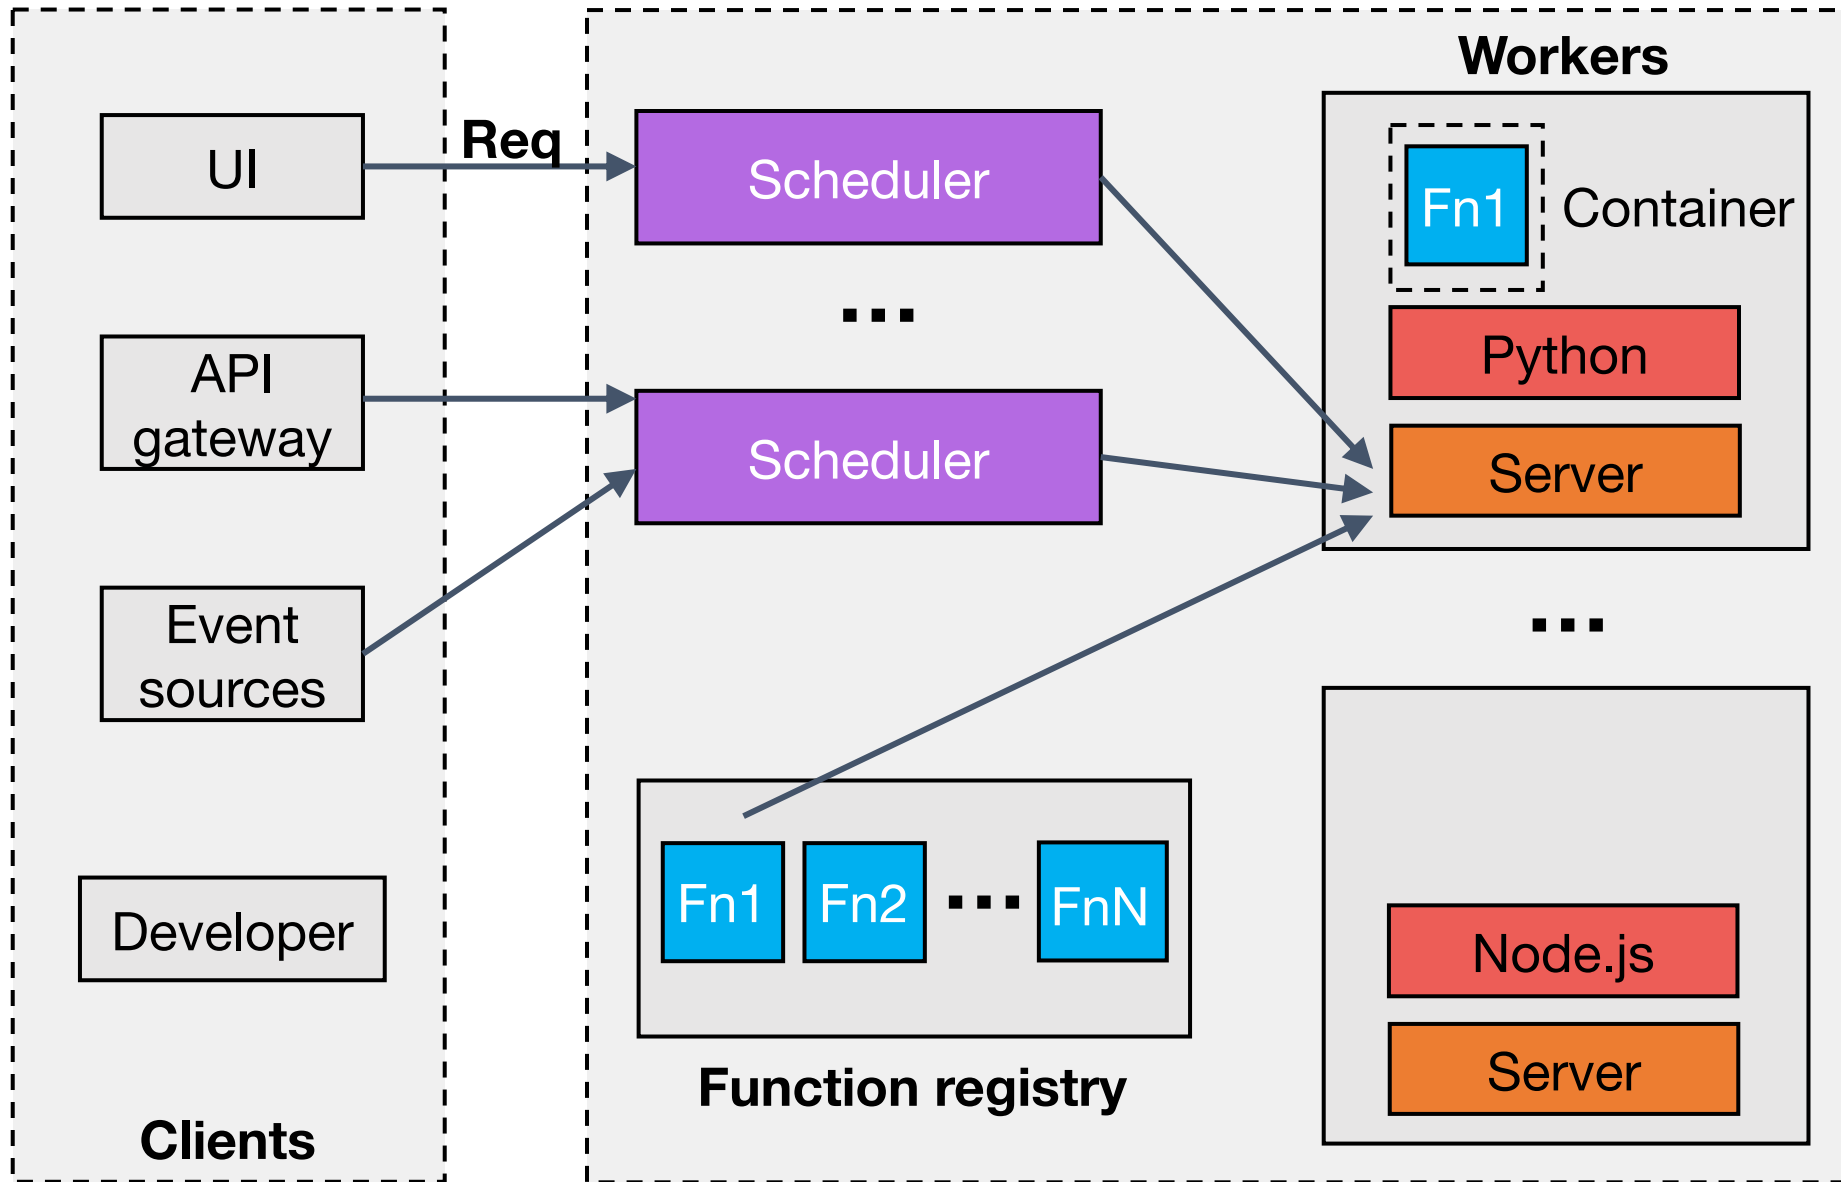 UI
API
gateway
Event
sources
Developer
Clients
Req
Scheduler
...
Scheduler
Fn1
Fn2
...
FnN
Function registry
Workers
Fn1
Container
Python
Server
...
Node.js
Server